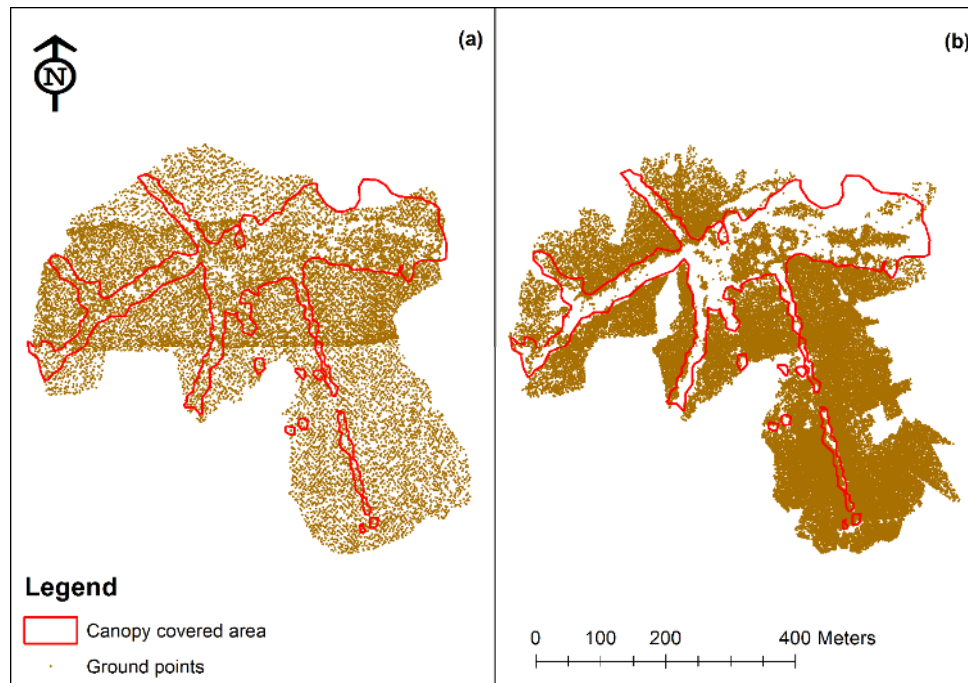 (a)
(b)
N
Legend
Canopy covered area
Ground points
0 100 200 400 Meters